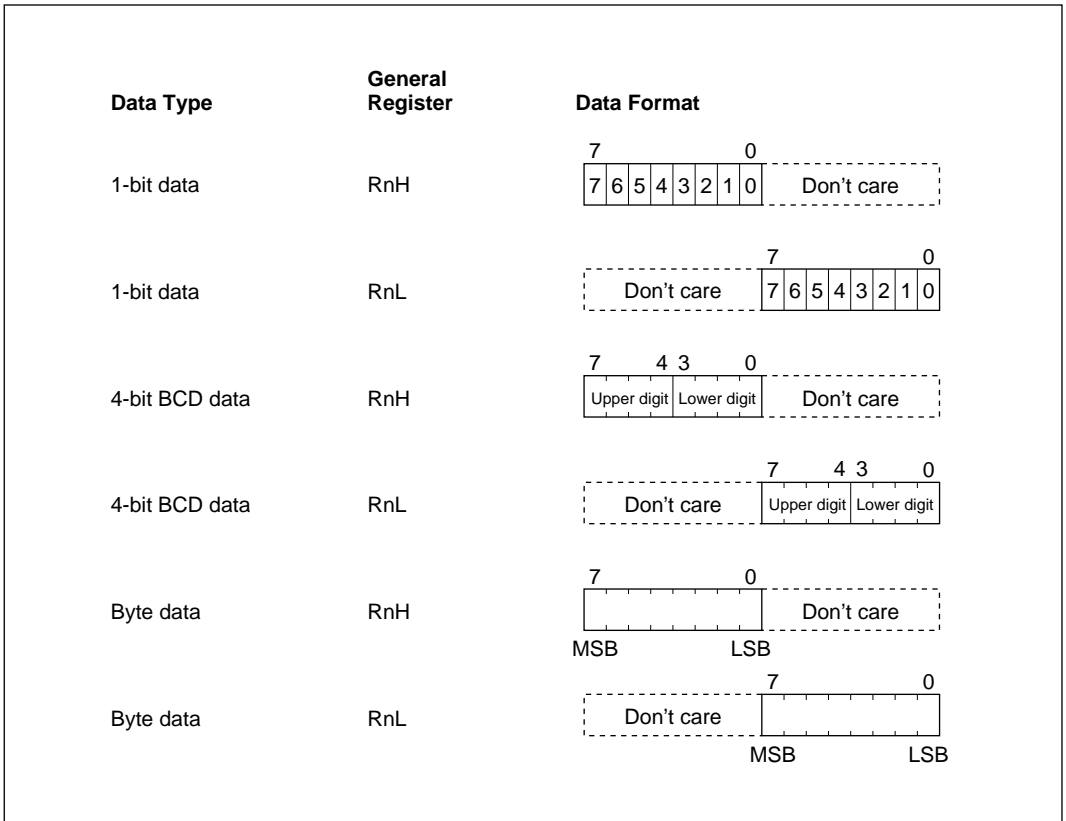 General
Data Type Register Data Format
7 0
1-bit data RnH 7 6 5 4 3 2 1 0 Don't care
7 0
1-bit data RnL Don't care 7 6 5 4 3 2 1 0
7 4 3 0
4-bit BCD data RnH Upper digit Lower digit Don't care
7 4 3 0
4-bit BCD data RnL Don't care Upper digit Lower digit
7 0
Byte data RnH Don't care
MSB LSB
7 0
Byte data RnL Don't care
MSB LSB